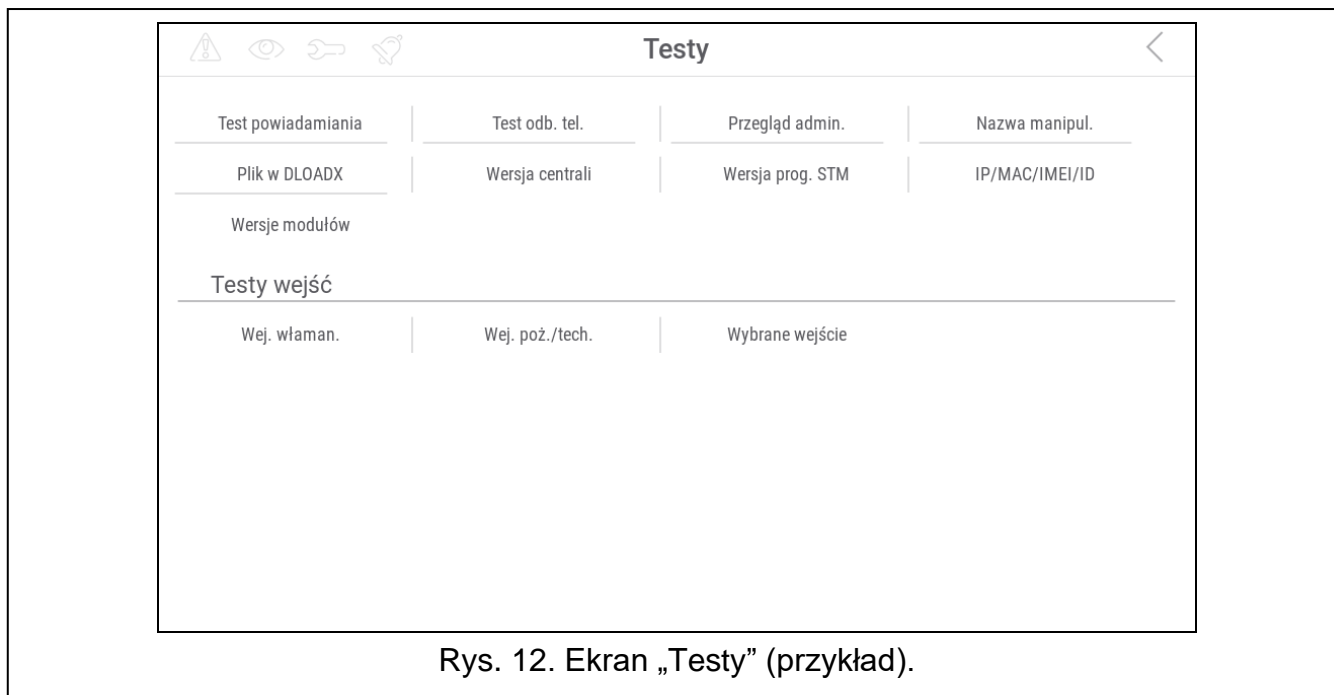 Testy
Test powiadamiania Test odb. tel. Przegląd admin. Nazwa manipul.
Plik w DLOADX Wersja centrali Wersja prog. STM IP/MAC/IMEI/ID
Wersje modułów
Testy wejść
Wej. właman. Wej. poż./tech. Wybrane wejście
Rys. 12. Ekran „Testy” (przykład).